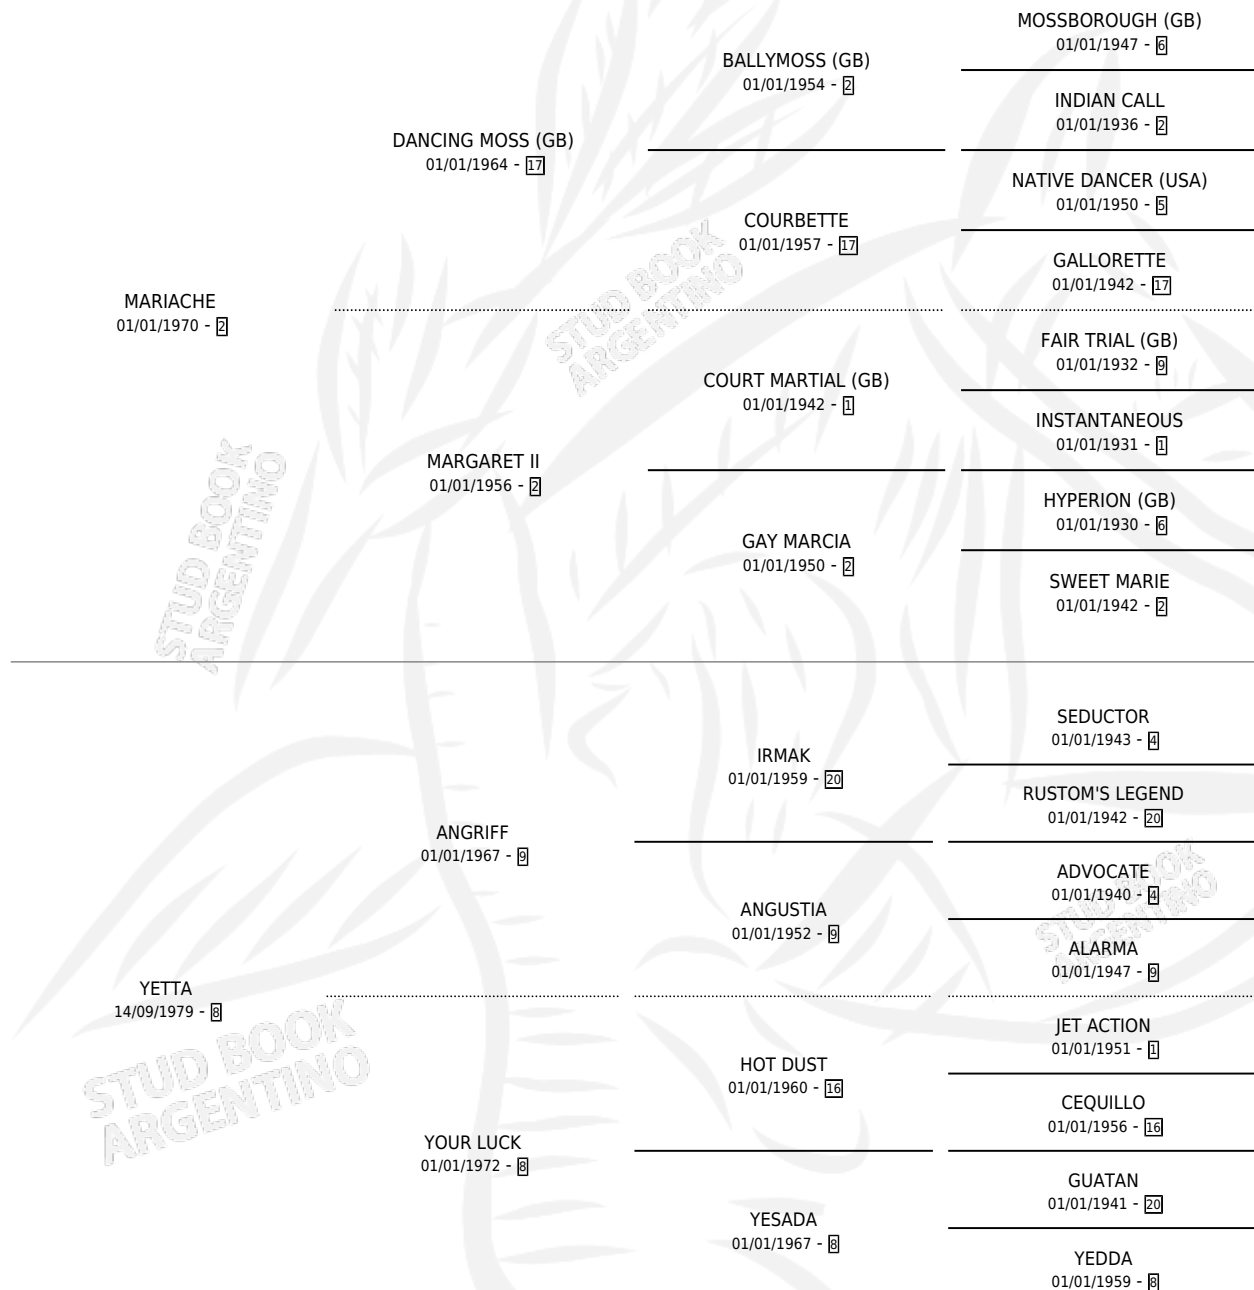 MOSSBOROUGH (GB)
01/01/1947 - 6
BALLYMOSS (GB)
01/01/1954 - 2
INDIAN CALL
01/01/1936 - 2
DANCING MOSS (GB)
01/01/1964 - 17
NATIVE DANCER (USA)
01/01/1950 - 5
COURBETTE
01/01/1957 - 17
GALLORETTE
01/01/1942 - 17
MARIACHE
01/01/1970 - 2
FAIR TRIAL (GB)
01/01/1932 - 9
COURT MARTIAL (GB)
01/01/1942 - 1
INSTANTANEOUS
01/01/1931 - 1
MARGARET II
01/01/1956 - 2
HYPERION (GB)
01/01/1930 - 6
GAY MARCIA
01/01/1950 - 2
SWEET MARIE
01/01/1942 - 2
STUD BOOK
ARGENTINO
STUD BOOK
ARGENTINO
SEDUCTOR
01/01/1943 - 4
IRMAK
01/01/1959 - 20
RUSTOM'S LEGEND
01/01/1942 - 20
ANGRIFF
01/01/1967 - 9
ADVOCATE
01/01/1940 - 4
ANGUSTIA
01/01/1952 - 9
ALARMA
01/01/1947 - 9
YETTA
14/09/1979 - 8
JET ACTION
01/01/1951 - 1
HOT DUST
01/01/1960 - 16
CEQUILLO
01/01/1956 - 16
YOUR LUCK
01/01/1972 - 8
GUATAN
01/01/1941 - 20
YESADA
01/01/1967 - 8
YEDDA
01/01/1959 - 8
STUD BOOK
ARGENTINO
STUD BOOK
ARGENTINO